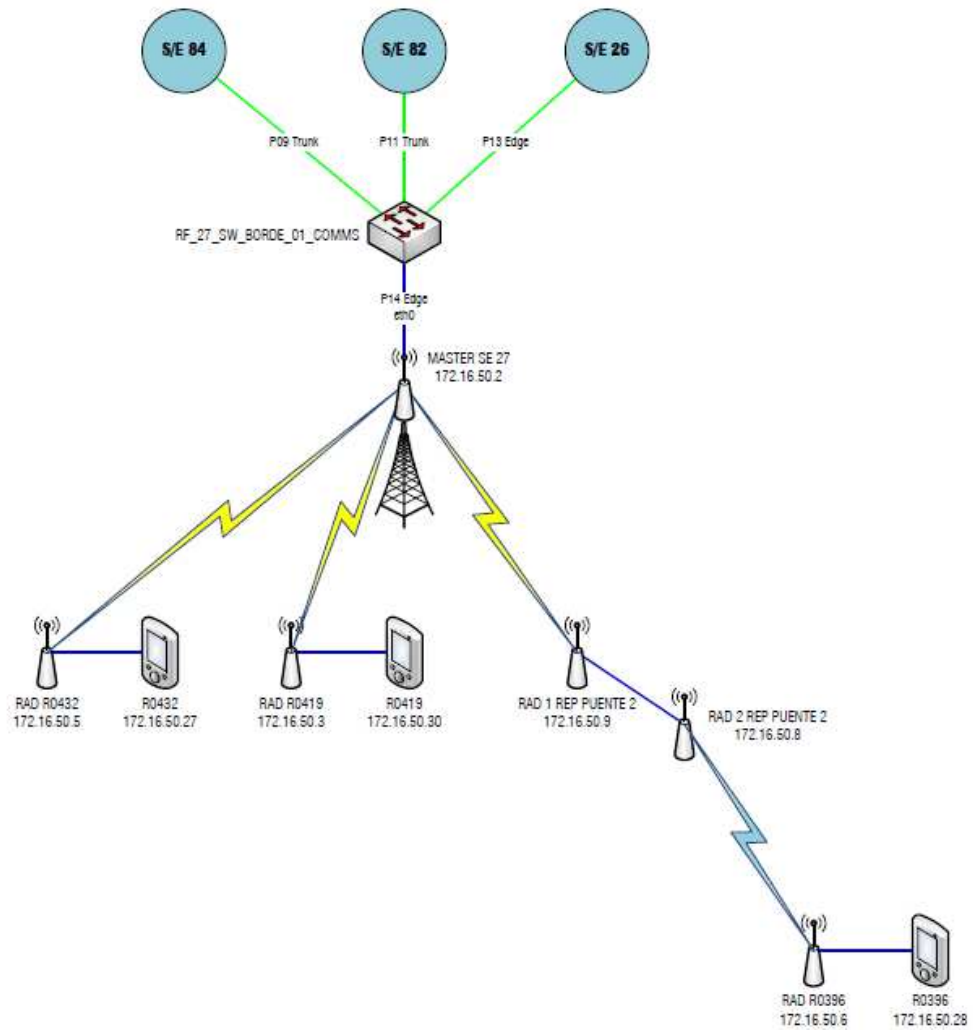 S/E 84
S/E 82
S/E 26
P09 Trunk
P11 Trunk
P13 Edge
RF_27_SW_BORDE_01_COMMS
P14 Edge
eth0
MASTER SE 27
172.16.50.2
RAD R0432
172.16.50.5
R0432
172.16.50.27
RAD R0419
172.16.50.3
R0419
172.16.50.30
RAD 1 REP PUENTE 2
172.16.50.9
RAD 2 REP PUENTE 2
172.16.50.8
RAD R0396
172.16.50.6
R0396
172.16.50.28